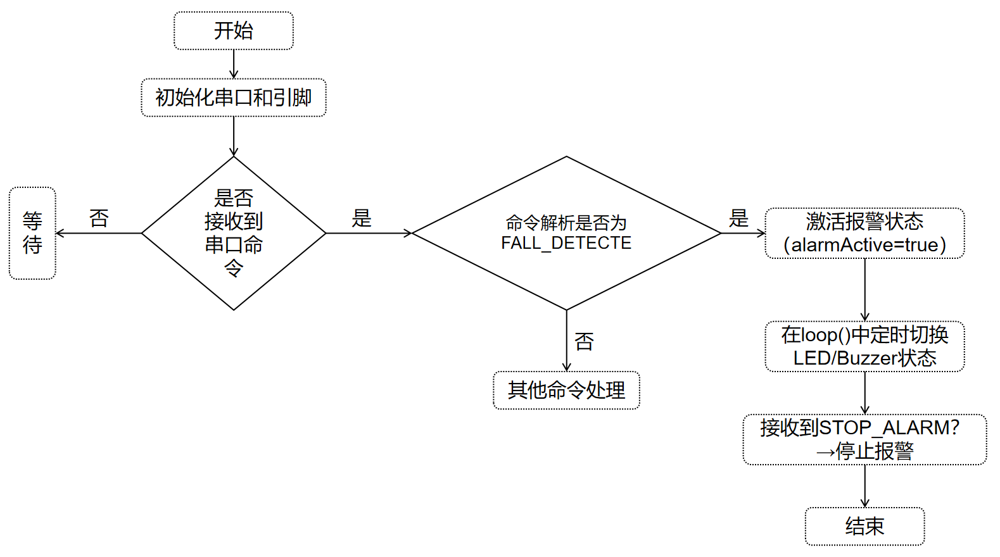 开始
初始化串口和引脚
是否
接收到
串口命
令
否
等
待
是
命令解析是否为
FALL_DETECTE
是
激活报警状态
（alarmActive=true）
否
其他命令处理
在loop()中定时切换
LED/Buzzer状态
接收到STOP_ALARM？
→停止报警
结束